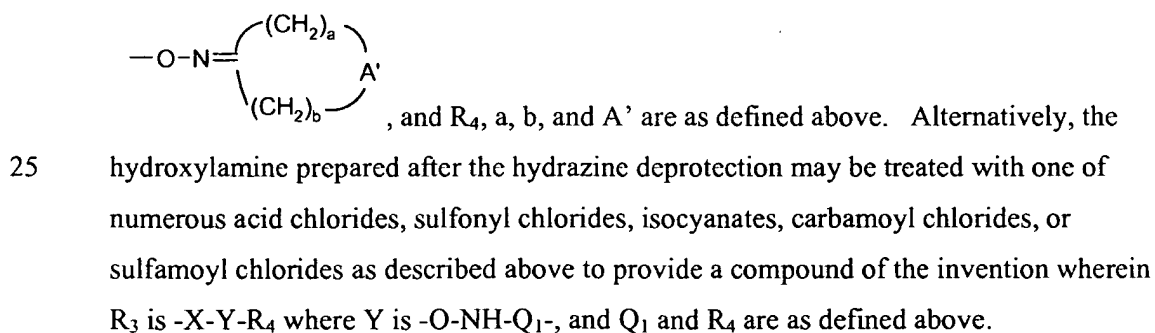 (CH2)a
—O-N=
A'
(CH2)b
, and R4, a, b, and A’ are as defined above. Alternatively, the
25 hydroxylamine prepared after the hydrazine deprotection may be treated with one of
numerous acid chlorides, sulfonyl chlorides, isocyanates, carbamoyl chlorides, or
sulfamoyl chlorides as described above to provide a compound of the invention wherein
R3 is -X-Y-R4 where Y is -O-NH-Q1-, and Q1 and R4 are as defined above.